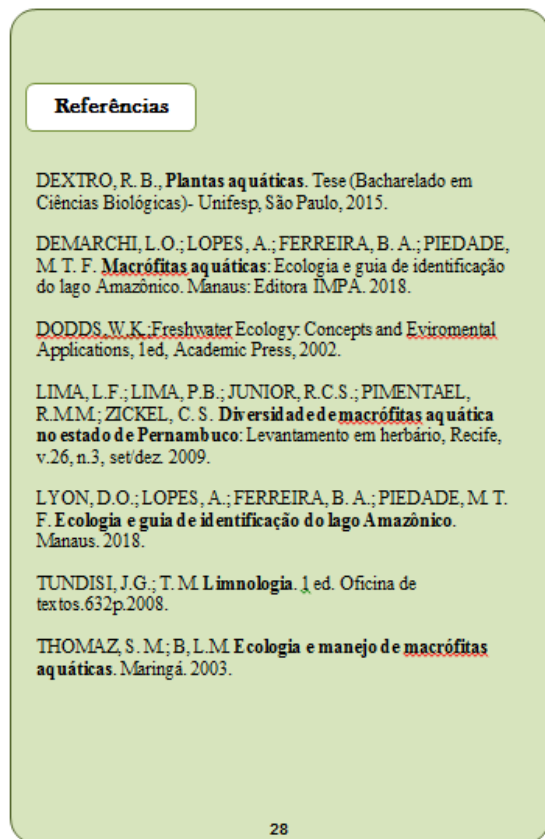 Referências
DEXTRO, R. B., Plantas aquáticas. Tese (Bacharelado em
Ciências Biológicas)- Unifesp, São Paulo, 2015.
DEMARCHI, L.O.; LOPES, A.; FERREIRA, B. A.; PIEDADE,
M. T. F. Macrófitas aquáticas: Ecologia e guia de identificação
do lago Amazônico. Manaus: Editora IMPA. 2018.
DODDS, W.K.;Freshwater Ecology: Concepts and Eviromental
Applications, 1ed, Academic Press, 2002.
LIMA, L.F.; LIMA, P.B.; JUNIOR, R.C.S.; PIMENTAEL,
R.M.M.; ZICKEL, C. S. Diversidade de macrófitas aquática
no estado de Pernambuco: Levantamento em herbário, Recife,
v.26, n.3, set/dez. 2009.
LYON, D.O.; LOPES, A.; FERREIRA, B. A.; PIEDADE, M. T.
F. Ecologia e guia de identificação do lago Amazônico.
Manaus. 2018.
TUNDISI, J.G.; T. M. Limnologia. 1 ed. Oficina de
textos.632p.2008.
THOMAZ, S. M.; B, L.M. Ecologia e manejo de macrófitas
aquáticas. Maringá. 2003.
28